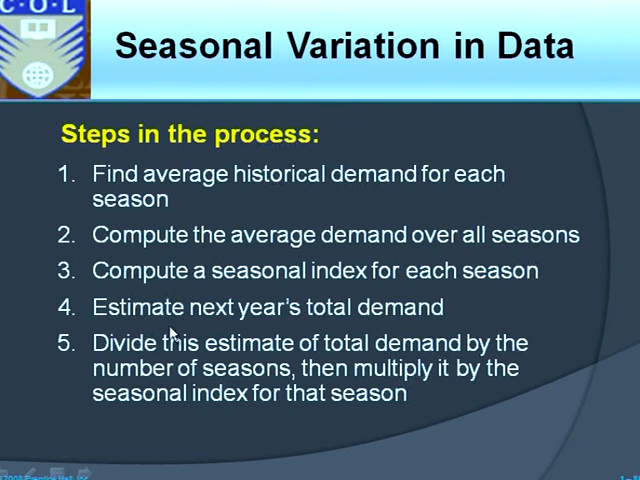 C O L
Seasonal Variation in Data
Steps in the process:
1. Find average historical demand for each
season
2. Compute the average demand over all seasons
3. Compute a seasonal index for each season
4. Estimate next year's total demand
5. Divide this estimate of total demand by the
number of seasons, then multiply it by the
seasonal index for that season
Prentice Hall, Inc